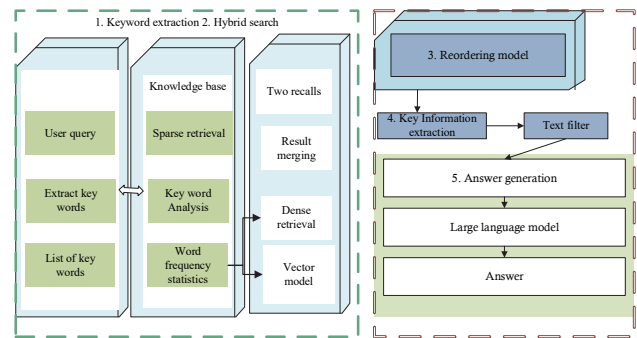 1. Keyword extraction 2. Hybrid search
User query
Extract key
words
List of key
words
Knowledge base
Sparse retrieval
Key word
Analysis
Word
frequency
statistics
Two recalls
Result
merging
Dense
retrieval
Vector
model
3. Reordering model
4. Key Information
extraction
Text filter
5. Answer generation
Large language model
Answer